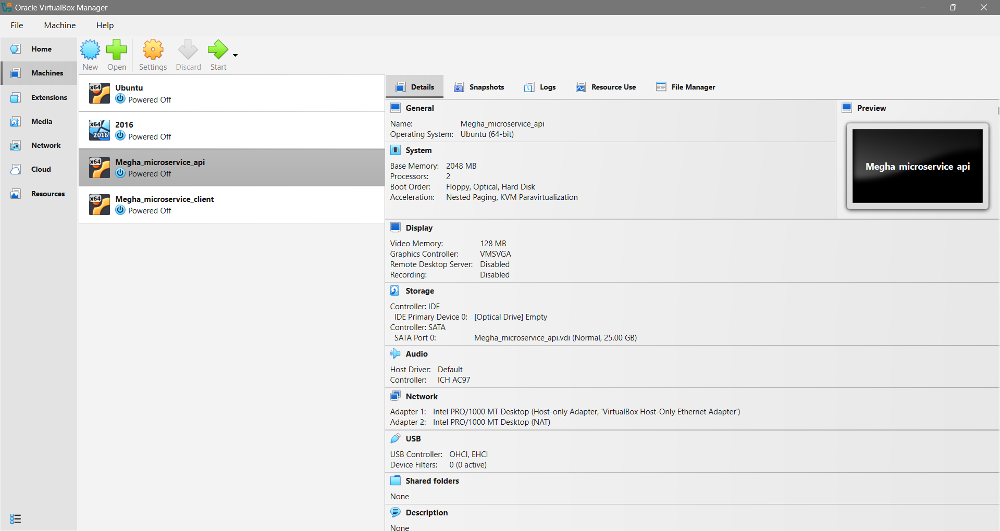 Oracle VirtualBox Manager
File Machine Help
Home
Machines
Extensions
Media
Network
Cloud
Resources
New Open Settings Discard Start
x64 Ubuntu
Powered Off
x64 2016 2016
Powered Off
x64 Megha_microservice_api
Powered Off
x64 Megha_microservice_client
Powered Off
Details Snapshots Logs Resource Use File Manager
General
Name: Megha_microservice_api
Operating System: Ubuntu (64-bit)
Preview
Megha_microservice_api
System
Base Memory: 2048 MB
Processors: 2
Boot Order: Floppy, Optical, Hard Disk
Acceleration: Nested Paging, KVM Paravirtualization
Display
Video Memory: 128 MB
Graphics Controller: VMSVGA
Remote Desktop Server: Disabled
Recording: Disabled
Storage
Controller: IDE
IDE Primary Device 0: [Optical Drive] Empty
Controller: SATA
SATA Port 0: Megha_microservice_api.vdi (Normal, 25.00 GB)
Audio
Host Driver: Default
Controller: ICH AC97
Network
Adapter 1: Intel PRO/1000 MT Desktop (Host-only Adapter, 'VirtualBox Host-Only Ethernet Adapter')
Adapter 2: Intel PRO/1000 MT Desktop (NAT)
USB
USB Controller: OHCI, EHCI
Device Filters: 0 (0 active)
Shared folders
None
Description
None